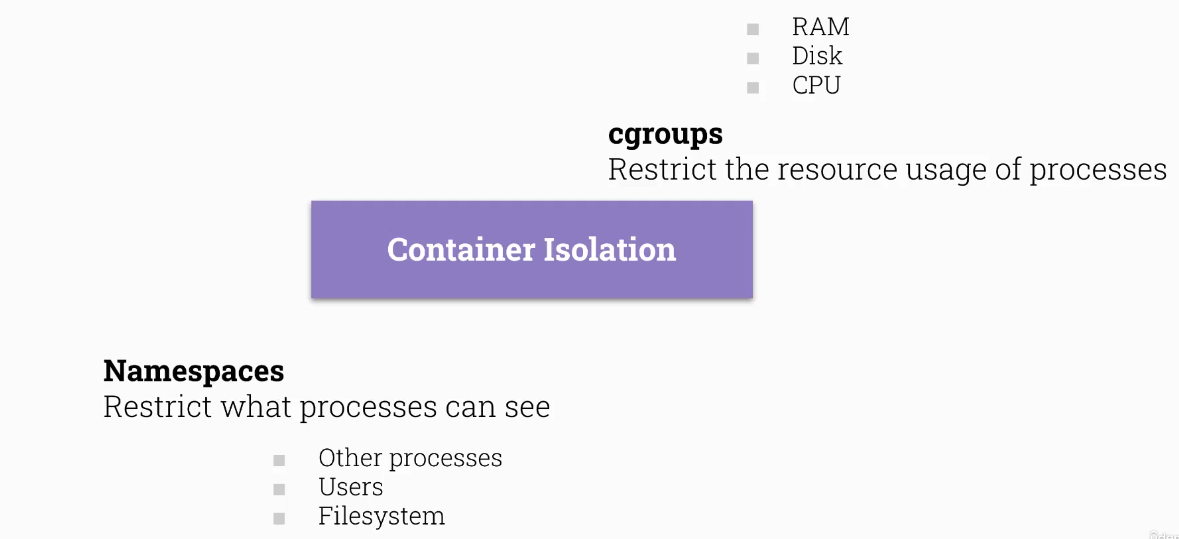 RAM
Disk
CPU
cgroups
Restrict the resource usage of processes
Container Isolation
Namespaces
Restrict what processes can see
Other processes
Users
Filesystem